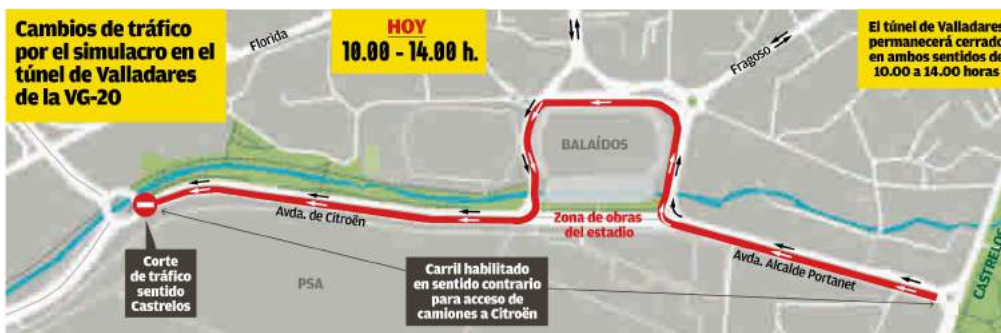 Cambios de tráfico
por el simulacro en el
túnel de Valladares
de la VG-20
HOY
10.00 - 14.00 h.
El túnel de Valladares
permanecerá cerrado
en ambos sentidos de
10.00 a 14.00 horas
Florida
Fragoso
BALAÍDOS
Avda. de Citroën
Zona de obras
del estadio
Avda. Alcalde Portanet
CASTRELOS
Corte
de tráfico
sentido
Castrelos
PSA
Carril habilitado
en sentido contrario
para acceso de
camiones a Citroën